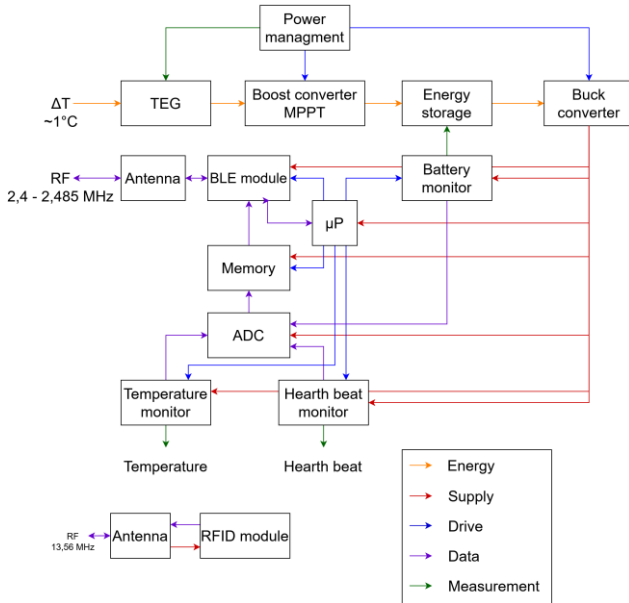 Power
managment
ΔT
~1°C
TEG
Boost converter
MPPT
Energy
storage
Buck
converter
RF
2,4 - 2,485 MHz
Antenna
BLE module
Battery
monitor
µP
Memory
ADC
Temperature
monitor
Hearth beat
monitor
Temperature
Hearth beat
RF
13,56 MHz
Antenna
RFID module
Energy
Supply
Drive
Data
Measurement